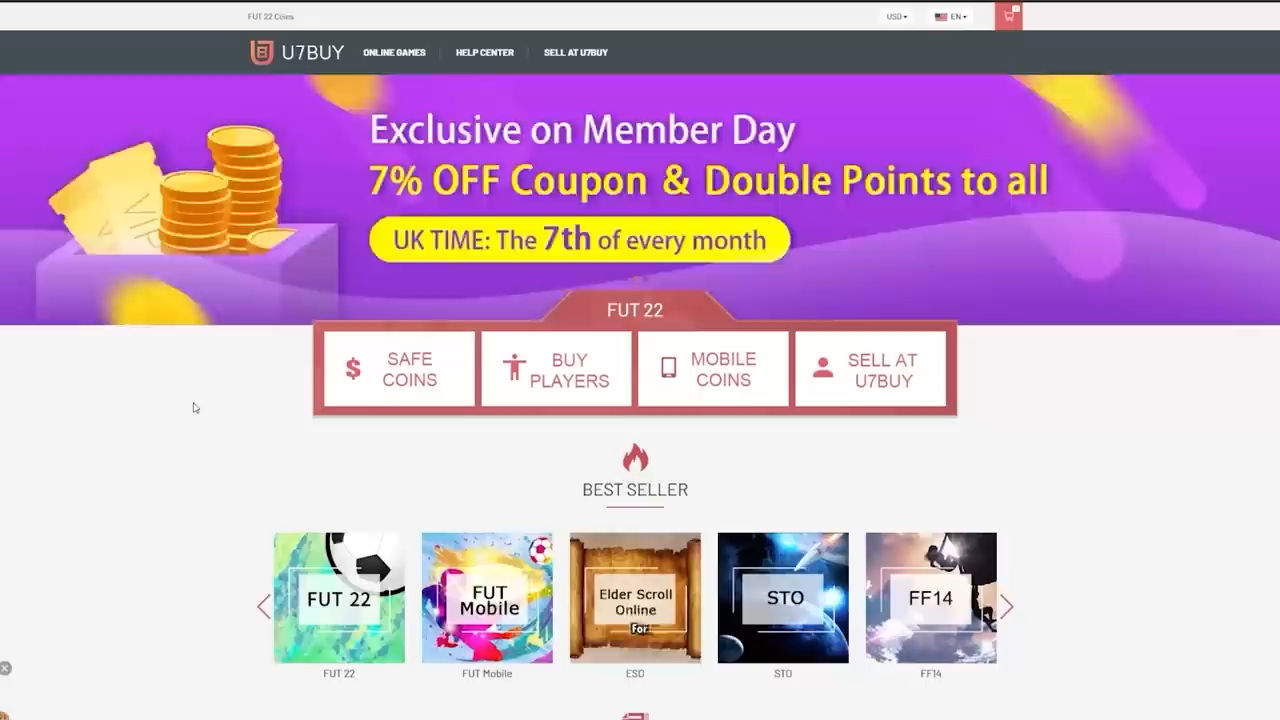 FUT 22 Coins
USD
EN
U7BUY
ONLINE GAMES
HELP CENTER
SELL AT U7BUY
Exclusive on Member Day
7% OFF Coupon & Double Points to all
UK TIME: The 7th of every month
FUT 22
SAFE
COINS
BUY
PLAYERS
MOBILE
COINS
SELL AT
U7BUY
BEST SELLER
FUT 22
FUT
Mobile
Elder Scroll
Online
For
STO
FF14
FUT 22
FUT Mobile
ESO
STO
FF14